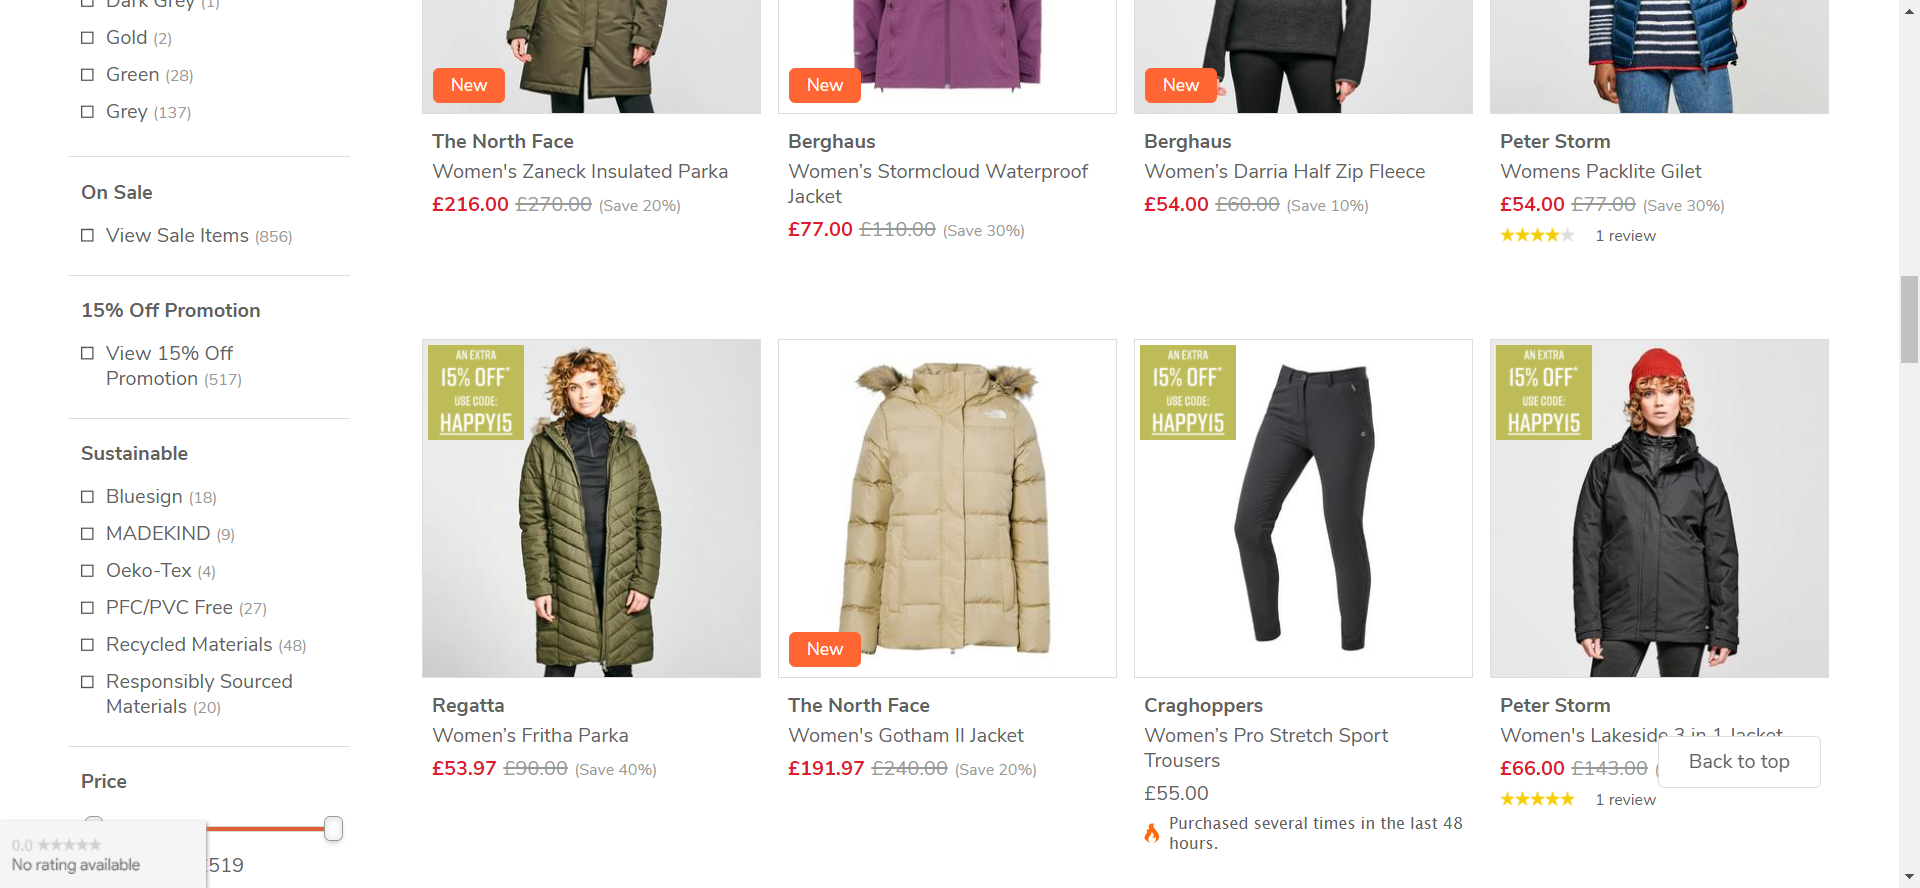 Dark Grey (1)
Gold (2)
Green (28)
Grey (137)
On Sale
View Sale Items (856)
15% Off Promotion
View 15% Off
Promotion (517)
Sustainable
Bluesign (18)
MADEKIND (9)
Oeko-Tex (4)
PFC/PVC Free (27)
Recycled Materials (48)
Responsibly Sourced
Materials (20)
Price
519
0.0 ★★★★★
No rating available
New
The North Face
Women's Zaneck Insulated Parka
£216.00 £270.00 (Save 20%)
New
Berghaus
Women’s Stormcloud Waterproof
Jacket
£77.00 £110.00 (Save 30%)
New
Berghaus
Women’s Darria Half Zip Fleece
£54.00 £60.00 (Save 10%)
Peter Storm
Womens Packlite Gilet
£54.00 £77.00 (Save 30%)
1 review
AN EXTRA
15% OFF*
USE CODE:
HAPPY15
Regatta
Women’s Fritha Parka
£53.97 £90.00 (Save 40%)
New
The North Face
Women's Gotham II Jacket
£191.97 £240.00 (Save 20%)
AN EXTRA
15% OFF*
USE CODE:
HAPPY15
Craghoppers
Women’s Pro Stretch Sport
Trousers
£55.00
Purchased several times in the last 48
hours.
AN EXTRA
15% OFF*
USE CODE:
HAPPY15
Peter Storm
Women's Lakeside 3 in 1 Jacket
£66.00 £143.00
1 review
Back to top